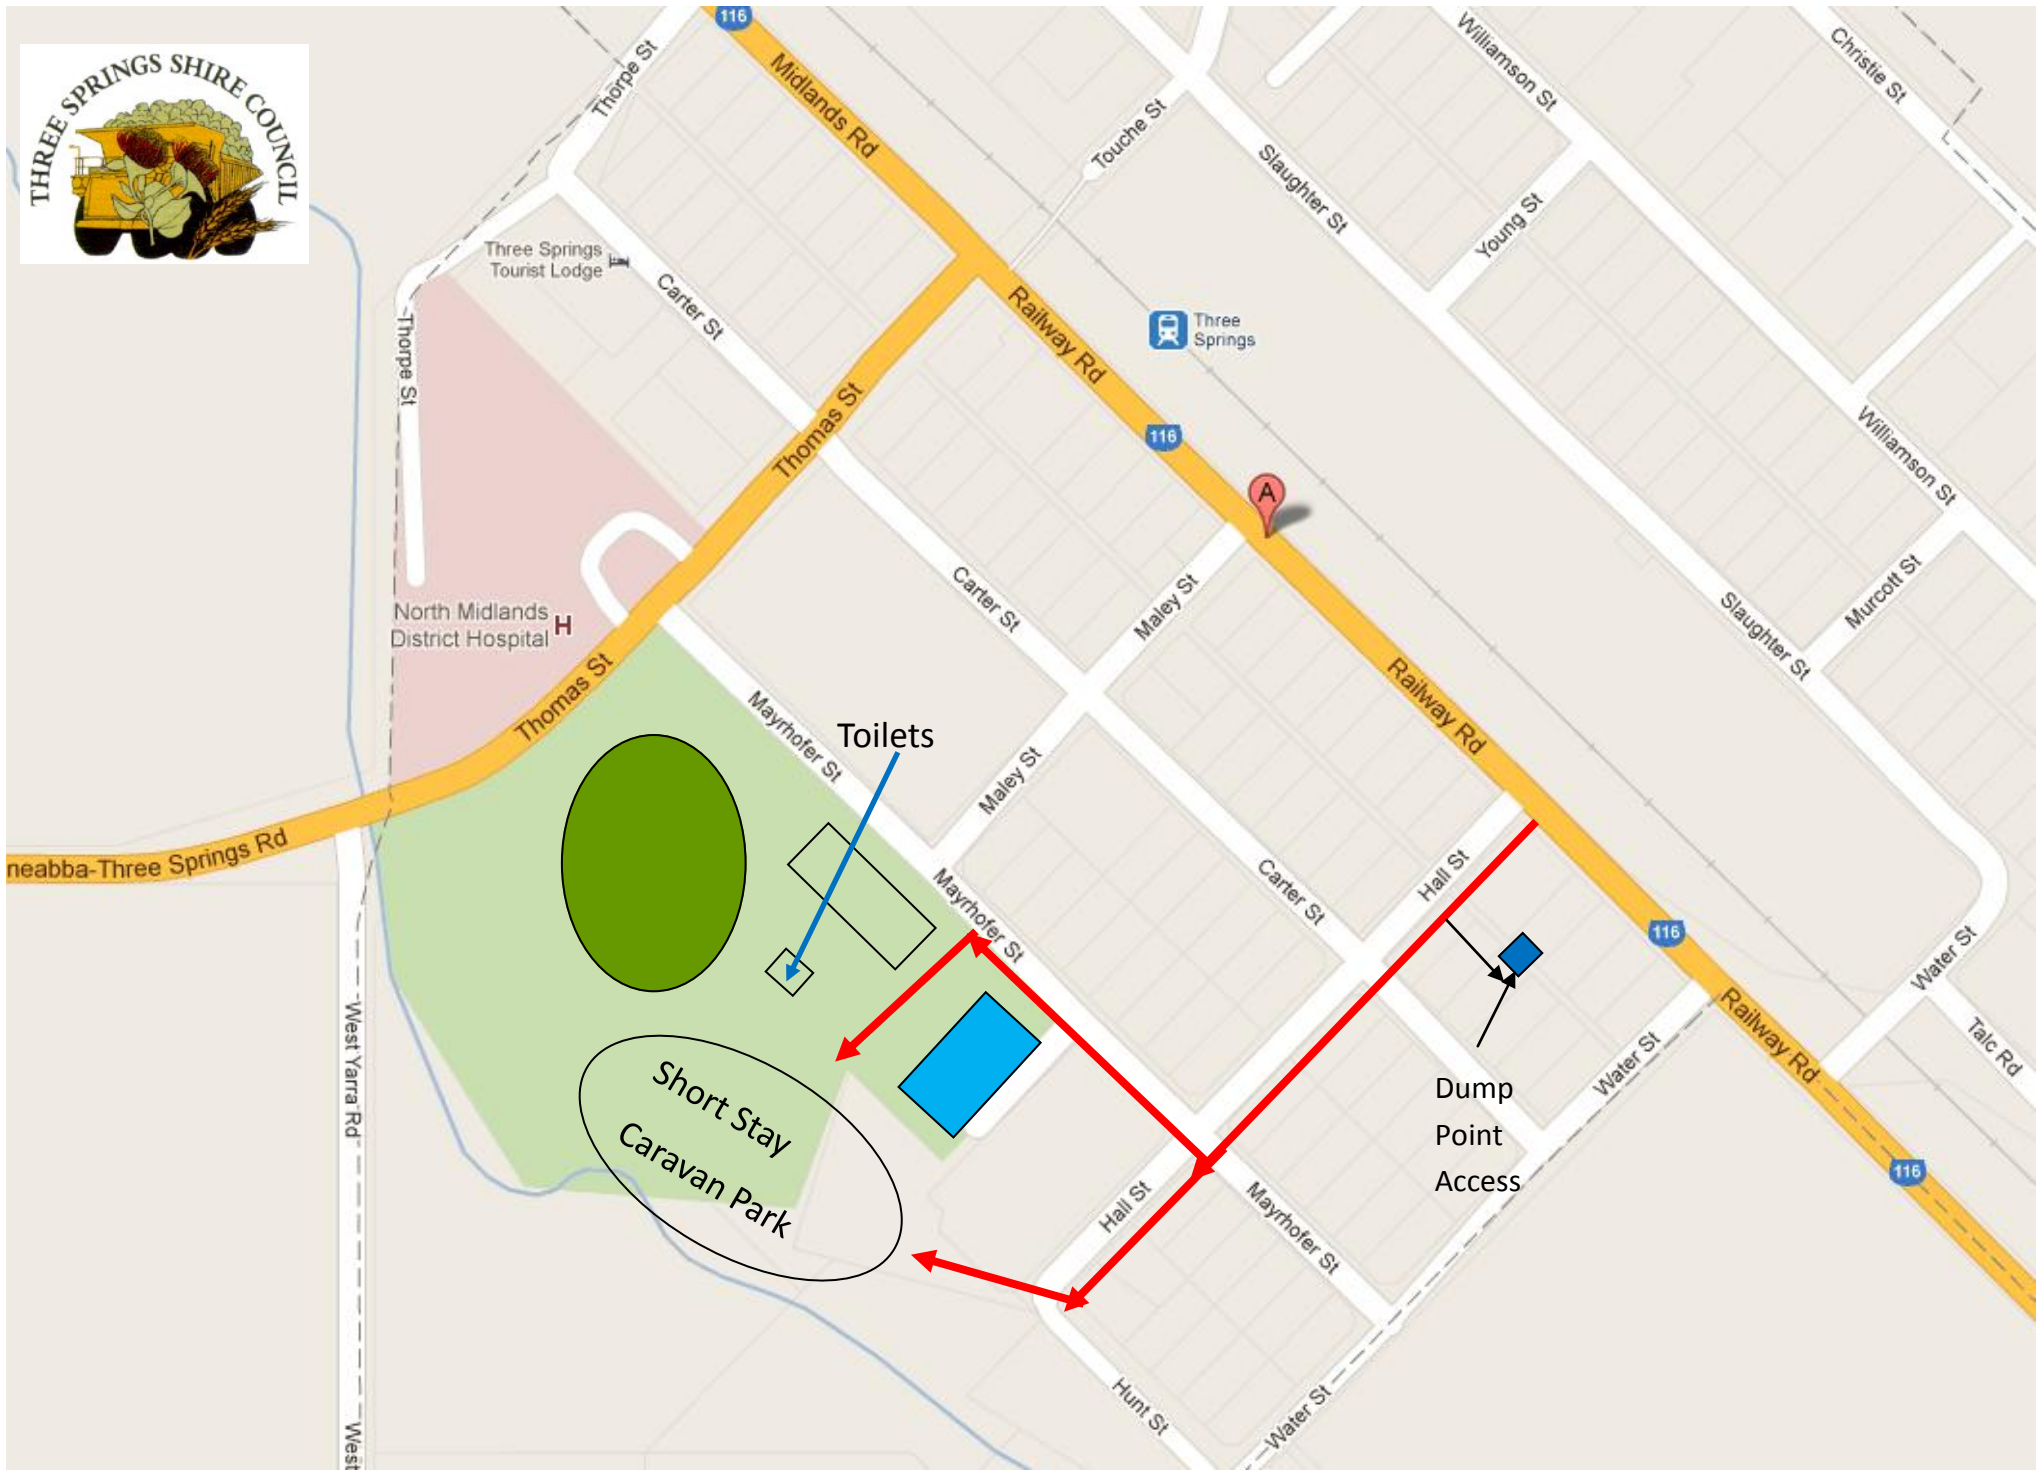 THREE SPRINGS SHIRE COUNCIL
116
Midlands Rd
Thorpe St
Touche St
Williamson St
Christie St
Slaughter St
Young St
Three Springs
Tourist Lodge
Carter St
Railway Rd
Three
Springs
Thorpe St
Thomas St
116
Williamson St
A
Carter St
Maley St
Murcott St
Slaughter St
North Midlands
District Hospital
H
Thomas St
Railway Rd
Mayrhofer St
Toilets
Maley St
neabba-Three Springs Rd
Mayrhofer St
Carter St
Hall St
116
Water St
Railway Rd
Talc Rd
West Yarra Rd
Short Stay
Caravan Park
Water St
Dump
Point
Access
116
Hall St
Mayrhofer St
Hunt St
Water St
West